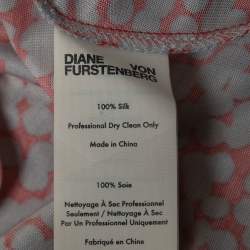 DIANE
VON
FURSTENBERG
100% Silk
Professional Dry Clean Only
Made in China
100% Soie
Nettoyage À Sec Professionnel
Seulement / Nettoyage À Sec
Par Un Professionnel Uniquement
Fabriqué en Chine